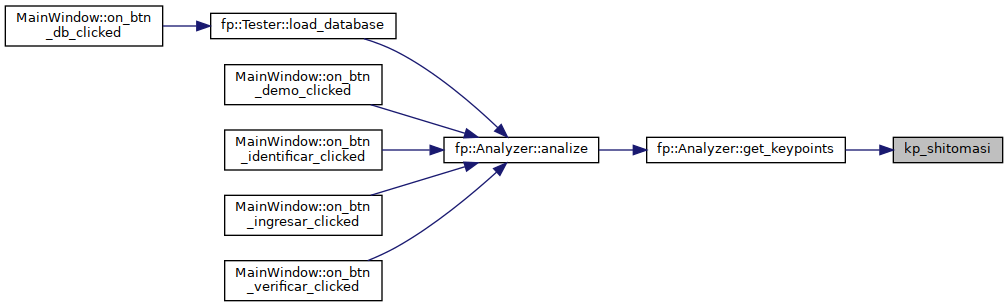 MainWindow::on_btn
_db_clicked
fp::Tester::load_database
MainWindow::on_btn
_demo_clicked
MainWindow::on_btn
_identificar_clicked
MainWindow::on_btn
_ingresar_clicked
MainWindow::on_btn
_verificar_clicked
fp::Analyzer::analize
fp::Analyzer::get_keypoints
kp_shitomasi